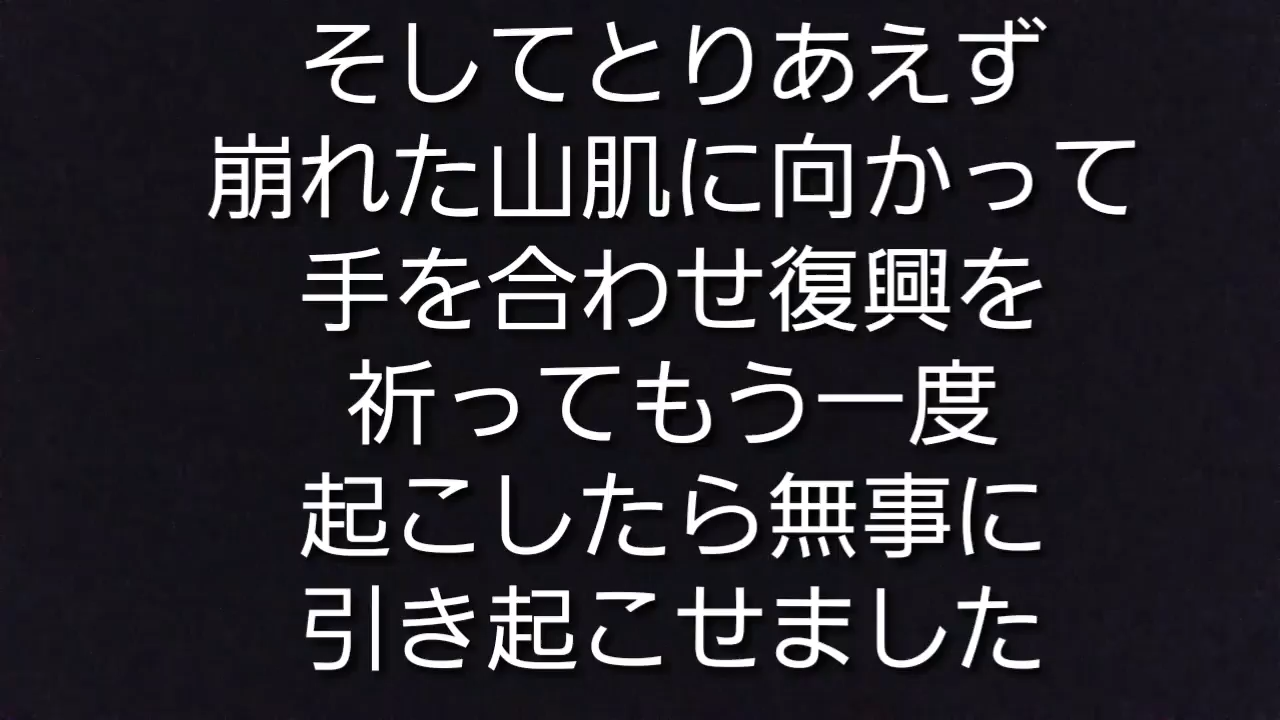 そしてとりあえず
崩れた山肌に向かって
手を合わせ復興を
祈ってもう一度
起こしたら無事に
引き起こせました